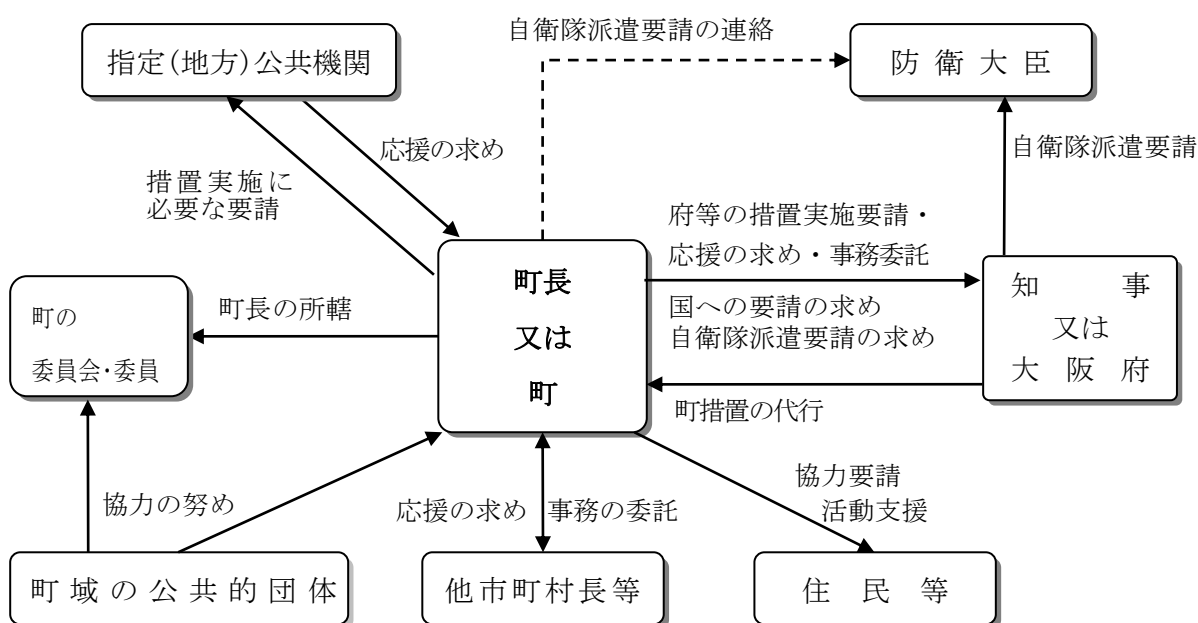 自衛隊派遣要請の連絡
指定(地方)公共機関
防衛大臣
応援の求め
自衛隊派遣要請
措置実施に
必要な要請
府等の措置実施要請・
応援の求め・事務委託
町長
又は
町
知事
又は
大阪府
町の
委員会・委員
町長の所轄
国への要請の求め
自衛隊派遣要請の求め
町措置の代行
協力の努め
応援の求め
事務の委託
協力要請
活動支援
町域の公共的団体
他市町村長等
住民等